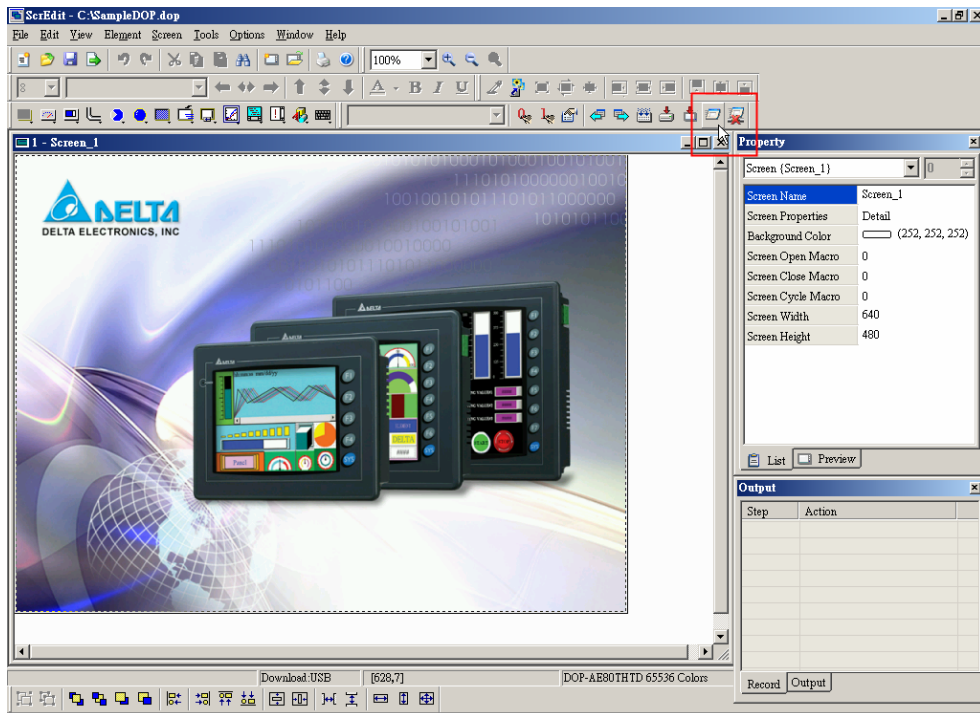 ScrEdit - C:\SampleDOP.dop
File Edit View Element Screen Tools Options Window Help
100%
8
A - B I U
1 - Screen_1
DELTA
DELTA ELECTRONICS, INC
Property
Screen {Screen_1}
0
Screen Name Screen_1
Screen Properties Detail
Background Color (252, 252, 252)
Screen Open Macro 0
Screen Close Macro 0
Screen Cycle Macro 0
Screen Width 640
Screen Height 480
List Preview
Output
Step Action
Record Output
Download:USB [628,7] DOP-AE80THTD 65536 Colors